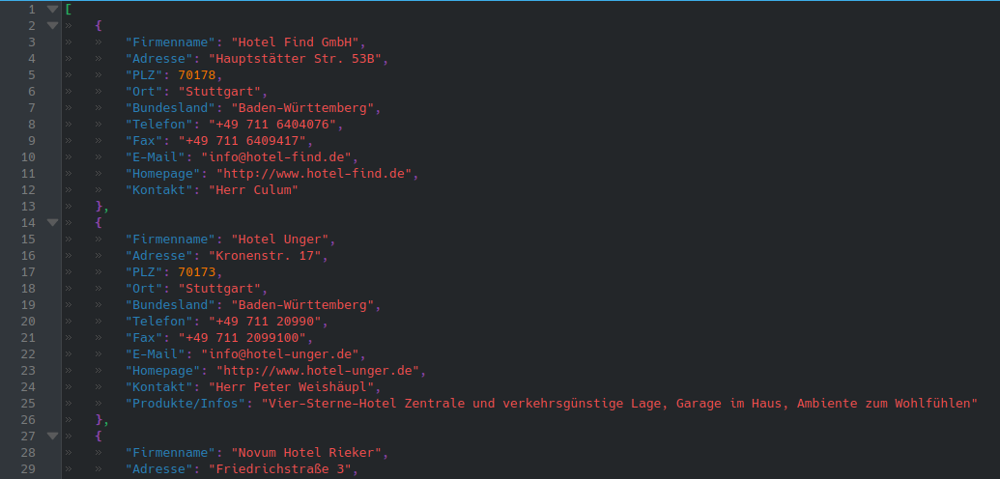 1 [
2 {
3 "Firmenname": "Hotel Find GmbH",
4 "Adresse": "Hauptstätter Str. 53B",
5 "PLZ": 70178,
6 "Ort": "Stuttgart",
7 "Bundesland": "Baden-Württemberg",
8 "Telefon": "+49 711 6404076",
9 "Fax": "+49 711 6409417",
10 "E-Mail": "info@hotel-find.de",
11 "Homepage": "http://www.hotel-find.de",
12 "Kontakt": "Herr Culum"
13 },
14 {
15 "Firmenname": "Hotel Unger",
16 "Adresse": "Kronenstr. 17",
17 "PLZ": 70173,
18 "Ort": "Stuttgart",
19 "Bundesland": "Baden-Württemberg",
20 "Telefon": "+49 711 20990",
21 "Fax": "+49 711 2099100",
22 "E-Mail": "info@hotel-unger.de",
23 "Homepage": "http://www.hotel-unger.de",
24 "Kontakt": "Herr Peter Weishäupl",
25 "Produkte/Infos": "Vier-Sterne-Hotel Zentrale und verkehrsgünstige Lage, Garage im Haus, Ambiente zum Wohlfühlen"
26 },
27 {
28 "Firmenname": "Novum Hotel Rieker",
29 "Adresse": "Friedrichstraße 3",